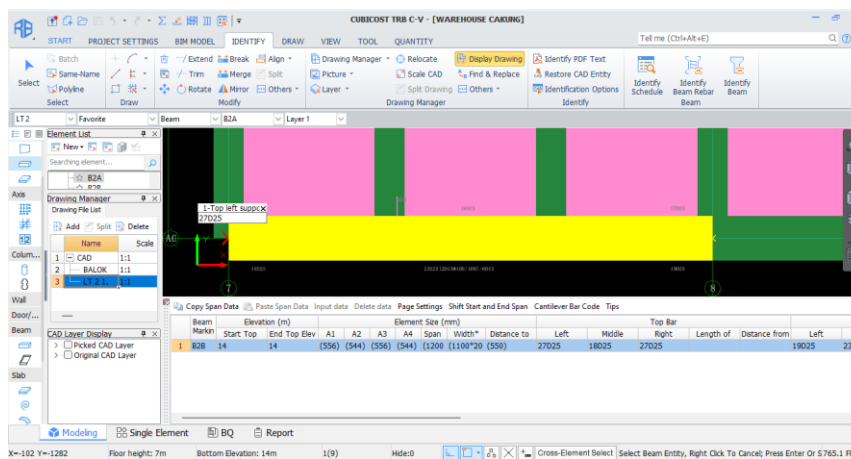 CUBICOST TRB C-V - [WAREHOUSE CAKUNG]
START PROJECT SETTINGS BIM MODEL IDENTIFY DRAW VIEW TOOL QUANTITY Tell me (Ctrl+Alt+E)
Batch Extend Break Align Drawing Manager Relocate Display Drawing Identify PDF Text
Select Same-Name Trim Merge Split Picture Scale CAD Find & Replace Restore CAD Entity
Polyline Rotate Mirror Others Layer Split Drawing Others Identification Options
Identify Schedule Identify Beam Rebar Identify Beam
Select Draw Modify Drawing Manager Identify Beam
LT 2 Favorite Beam B2A Layer 1
Element List
New
Searching element...
B2A
B2B
Axis
Drawing Manager
Drawing File List
Add Split Delete
Name Scale
1 CAD 1:1
2 BALOK 1:1
3 LT 2 1. 1:1
Colum...
Wall
Door/...
Beam
CAD Layer Display
Picked CAD Layer
Original CAD Layer
Slab
1-Top left suppc x
27D25
7
8
Copy Span Data Paste Span Data Input data Delete data Page Settings Shift Start and End Span Cantilever Bar Code Tips
Beam Markin Elevation (m) Element Size (mm) Top Bar
Start Top End Top Elev A1 A2 A3 A4 Span Width* Distance to Left Middle Right Length of Distance from Left
1 B2B 14 14 (556) (544) (556) (544) (1200 (1100*20 (550) 27D25 18D25 27D25 19D25 23
Modeling Single Element BQ Report
X=-102 Y=-1282 Floor height: 7m Bottom Elevation: 14m 1(9) Hide:0 Cross-Element Select Select Beam Entity, Right Click To Cancel; Press Enter Or S 765.1 F